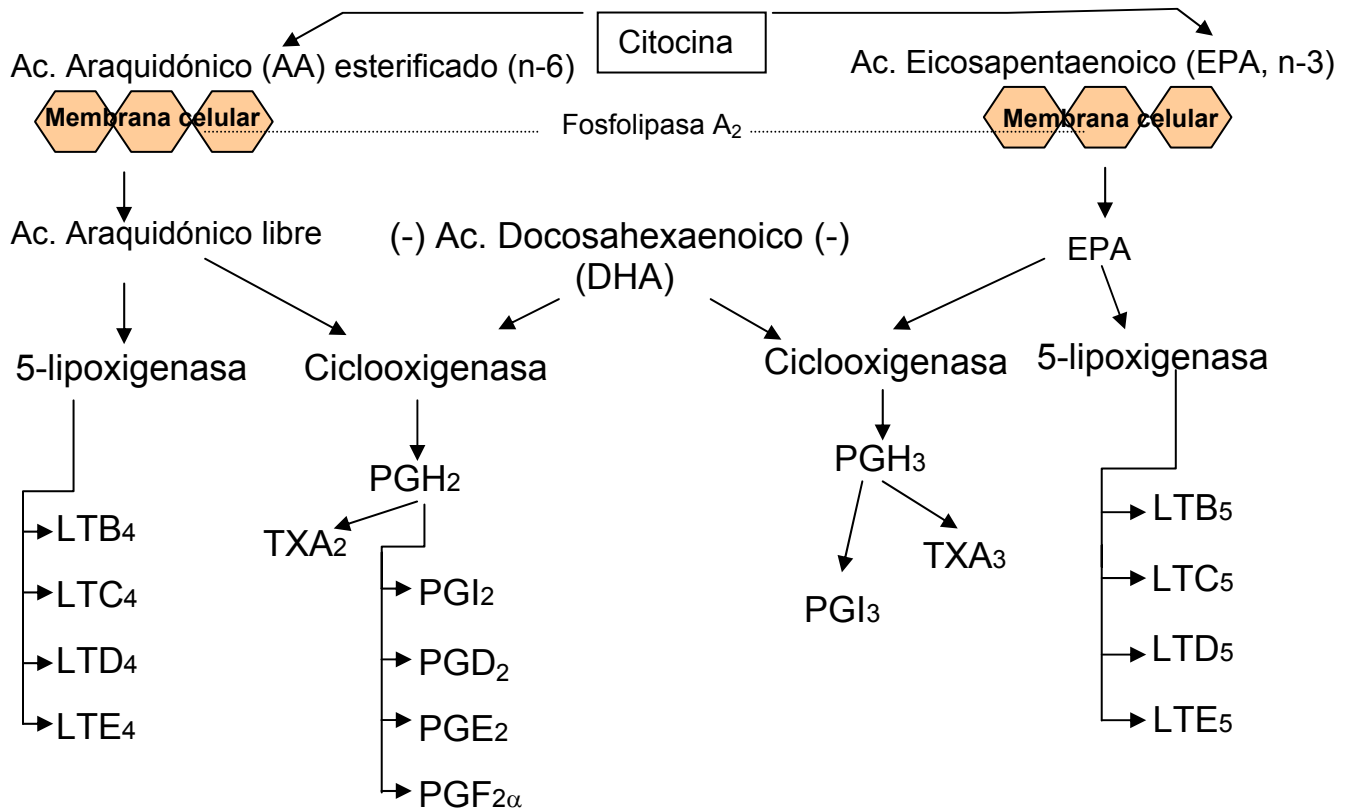 Citocina
Ac. Araquidónico (AA) esterificado (n-6)
Ac. Eicosapentaenoico (EPA, n-3)
Membrana celular
Fosfolipasa A₂
Membrana celular
Ac. Araquidónico libre
(-) Ac. Docosahexaenoico (-)
(DHA)
EPA
5-lipoxigenasa
Ciclooxigenasa
Ciclooxigenasa
5-lipoxigenasa
LTB₄
LTC₄
LTD₄
LTE₄
PGH₂
TXA₂
PGI₂
PGD₂
PGE₂
PGF₂α
PGH₃
TXA₃
PGI₃
LTB₅
LTC₅
LTD₅
LTE₅